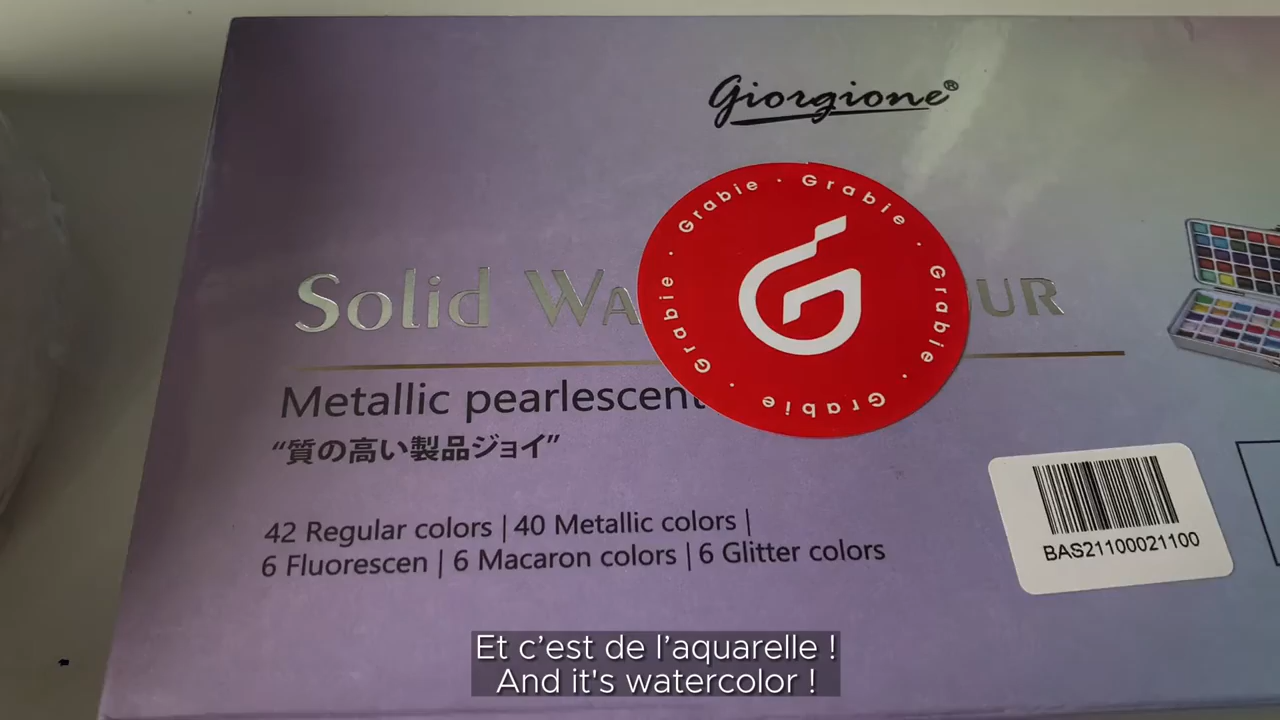 Giorgione®
Grabie · Grabie · Grabie · Grabie · Grabie · Grabie ·
Solid WA UR
Metallic pearlescent
“質の高い製品ジョイ”
42 Regular colors | 40 Metallic colors |
6 Fluorescen | 6 Macaron colors | 6 Glitter colors
BAS21100021100
Et c’est de l’aquarelle !
And it's watercolor !